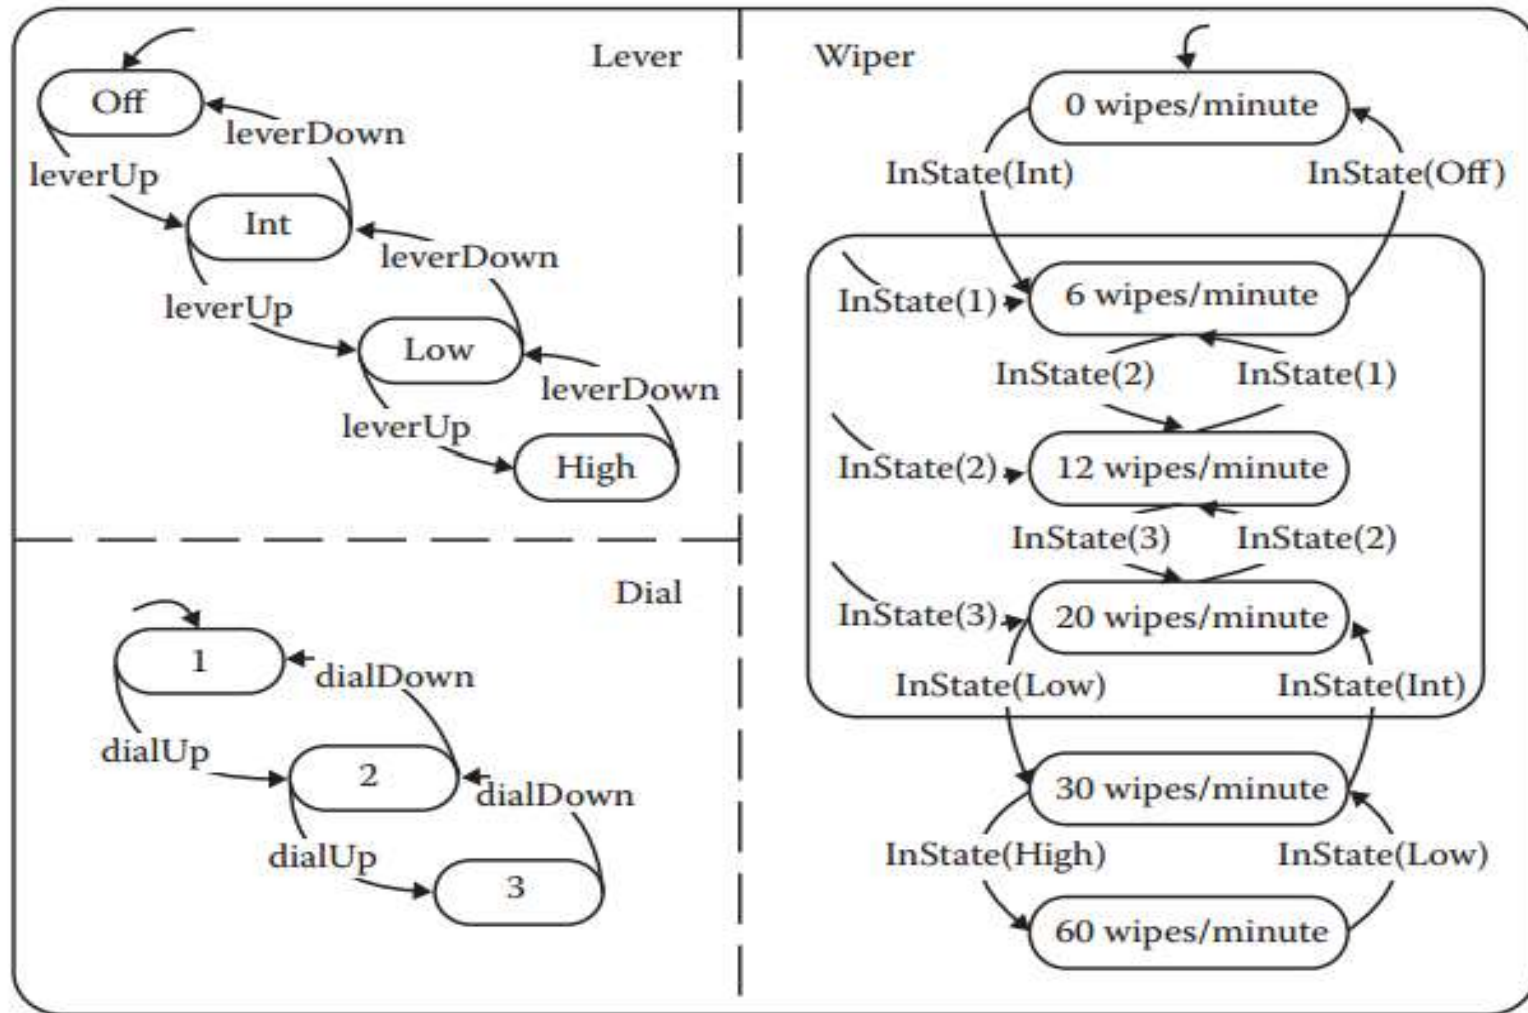 Lever
Off
leverDown
leverUp
Int
leverDown
leverUp
Low
leverDown
leverUp
High
Dial
1
dialDown
dialUp
2
dialDown
dialUp
3
Wiper
0 wipes/minute
InState(Int)
InState(Off)
6 wipes/minute
InState(1)
InState(2)
InState(1)
InState(2)
12 wipes/minute
InState(3)
InState(2)
InState(3)
20 wipes/minute
InState(Low)
InState(Int)
30 wipes/minute
InState(High)
InState(Low)
60 wipes/minute